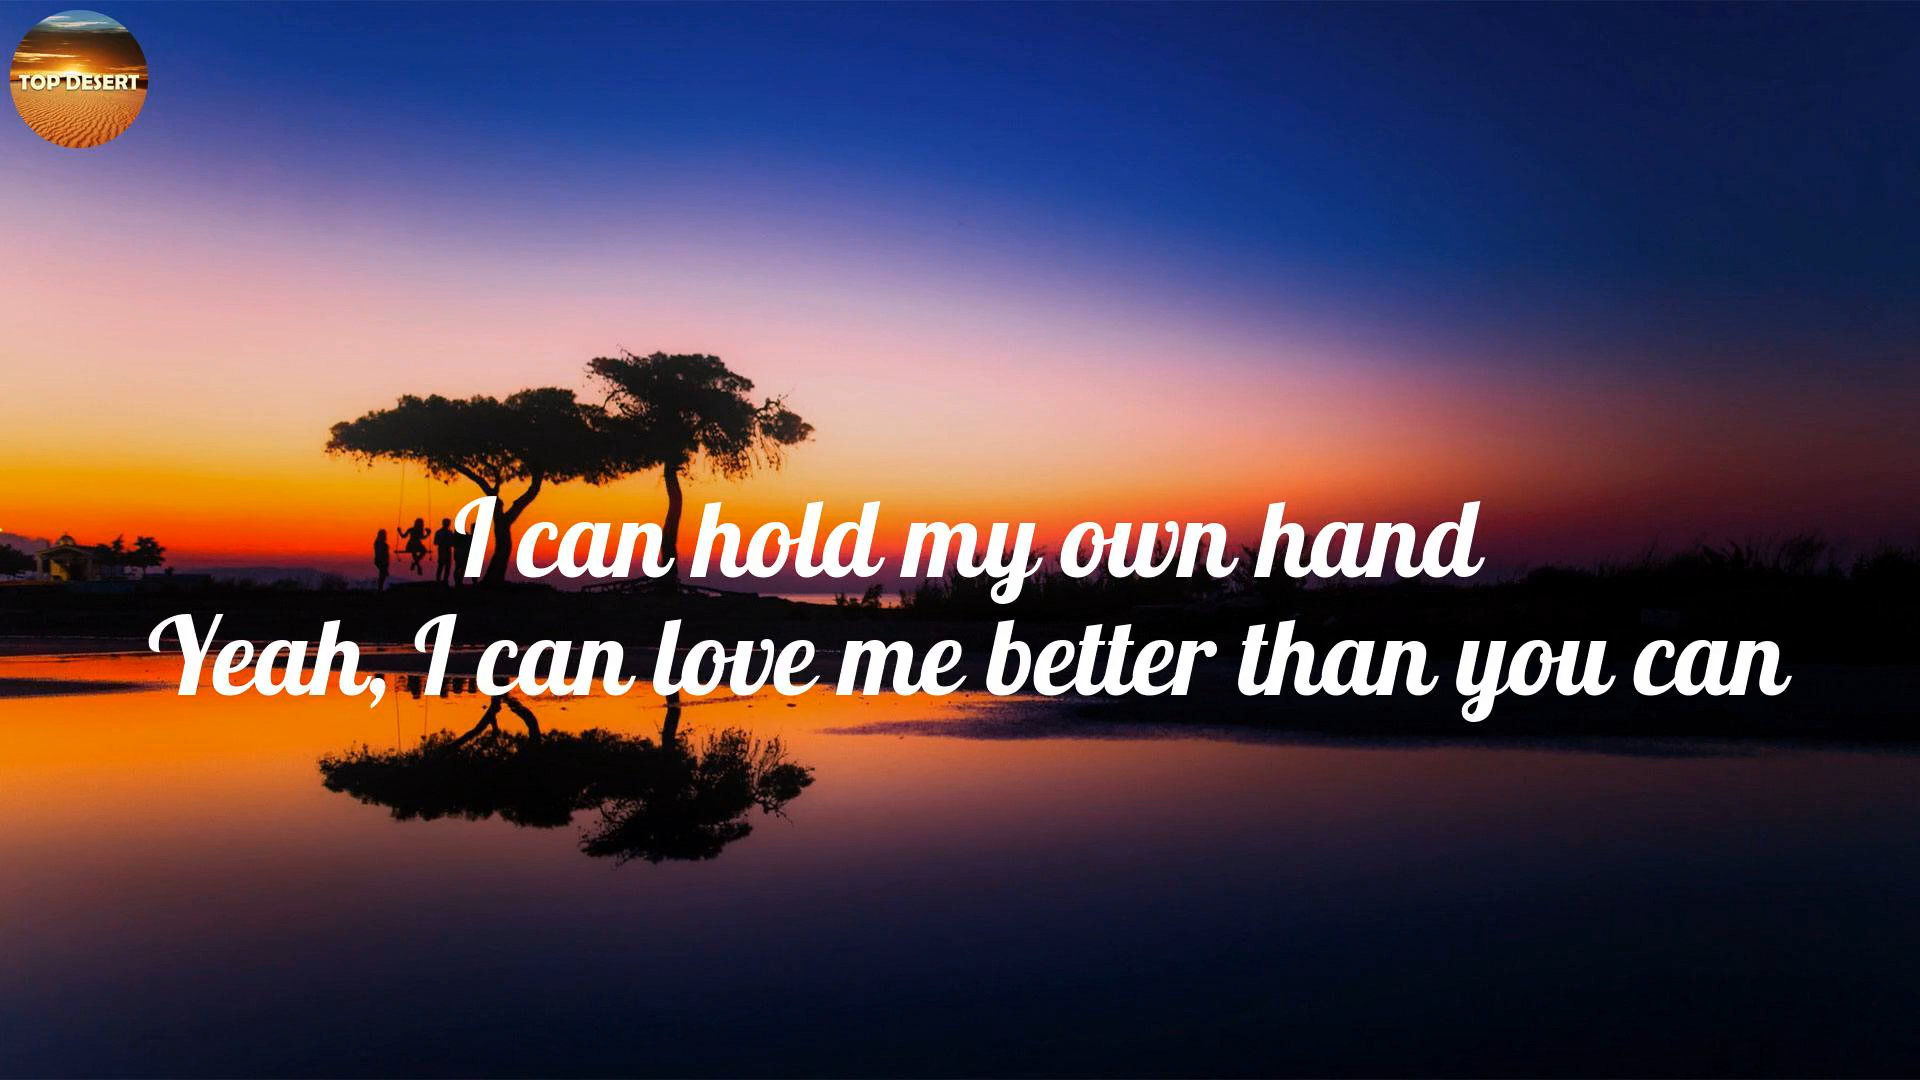 TOP DESERT
I can hold my own hand
Yeah, I can love me better than you can